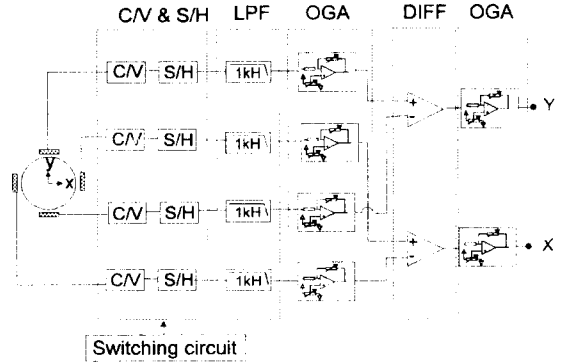 C/V & S/H LPF OGA DIFF OGA
C/V S/H 1kH
+
-
Y
C/V S/H 1kH
y
x
C/V S/H 1kH
+
-
X
C/V S/H 1kH
Switching circuit